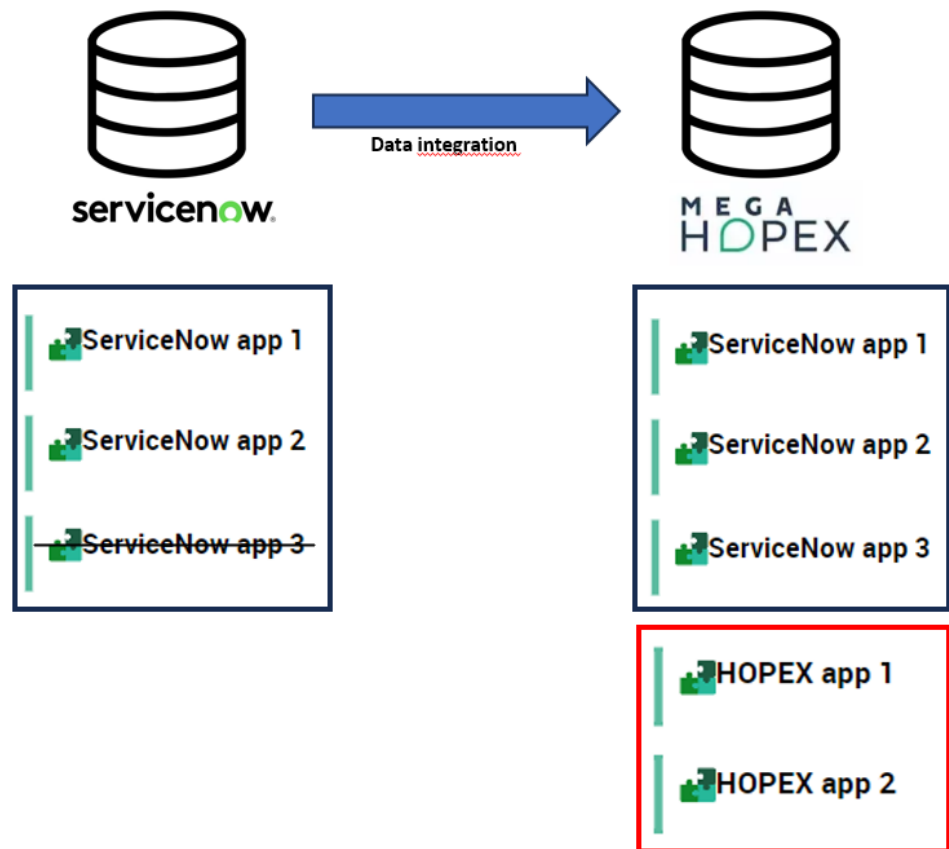 Data integration
servicenow.
MEGA
HOPEX
ServiceNow app 1
ServiceNow app 2
ServiceNow app 3
ServiceNow app 1
ServiceNow app 2
ServiceNow app 3
HOPEX app 1
HOPEX app 2